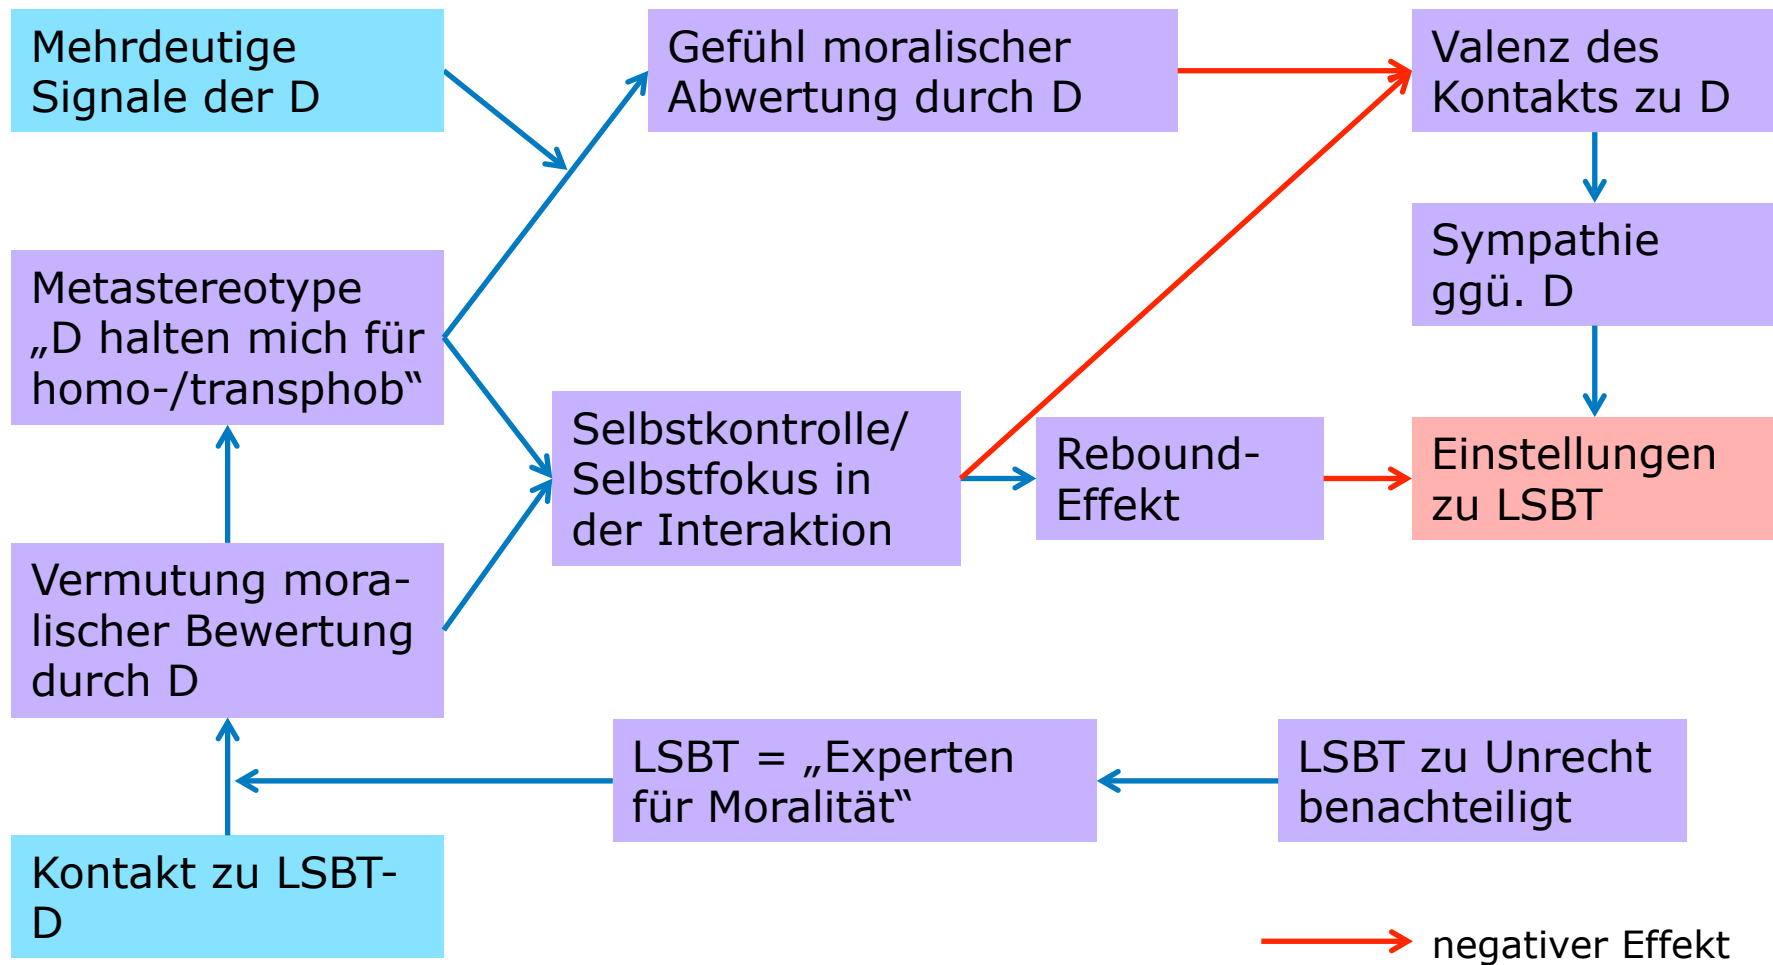 Mehrdeutige
Signale der D
Gefühl moralischer
Abwertung durch D
Valenz des
Kontakts zu D
Sympathie
ggü. D
Metastereotype
„D halten mich für
homo-/transphob“
Selbstkontrolle/
Selbstfokus in
der Interaktion
Rebound-
Effekt
Einstellungen
zu LSBT
Vermutung mora-
lischer Bewertung
durch D
LSBT = „Experten
für Moralität“
LSBT zu Unrecht
benachteiligt
Kontakt zu LSBT-
D
negativer Effekt